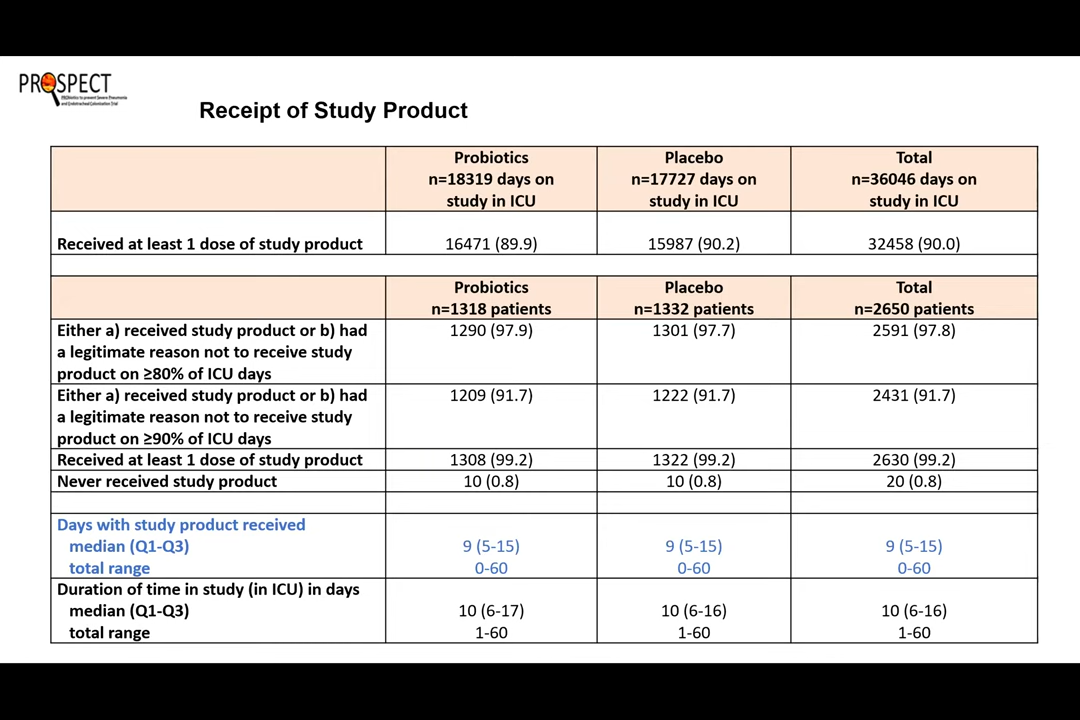 PROSPECT
PROBiotics to prevent Severe Pneumonia
and Endotracheal Colonization Trial
Receipt of Study Product
Probiotics Placebo Total
n=18319 days on n=17727 days on n=36046 days on
study in ICU study in ICU study in ICU
Received at least 1 dose of study product 16471 (89.9) 15987 (90.2) 32458 (90.0)
Probiotics Placebo Total
n=1318 patients n=1332 patients n=2650 patients
Either a) received study product or b) had 1290 (97.9) 1301 (97.7) 2591 (97.8)
a legitimate reason not to receive study
product on ≥80% of ICU days
Either a) received study product or b) had 1209 (91.7) 1222 (91.7) 2431 (91.7)
a legitimate reason not to receive study
product on ≥90% of ICU days
Received at least 1 dose of study product 1308 (99.2) 1322 (99.2) 2630 (99.2)
Never received study product 10 (0.8) 10 (0.8) 20 (0.8)
Days with study product received
median (Q1-Q3) 9 (5-15) 9 (5-15) 9 (5-15)
total range 0-60 0-60 0-60
Duration of time in study (in ICU) in days
median (Q1-Q3) 10 (6-17) 10 (6-16) 10 (6-16)
total range 1-60 1-60 1-60